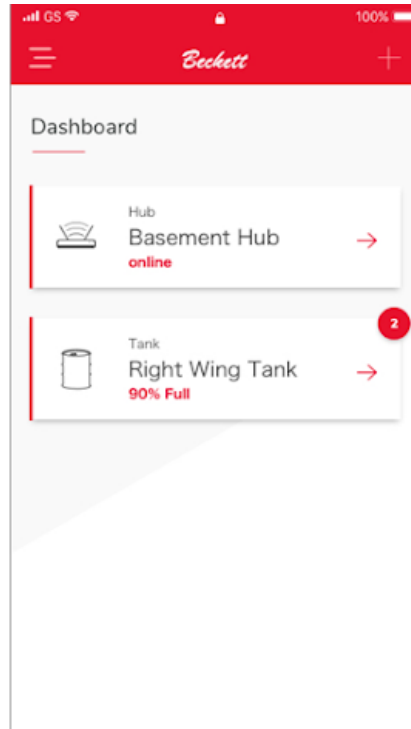 GS 100%
Beckett
Dashboard
Hub
Basement Hub
online
2
Tank
Right Wing Tank
90% Full